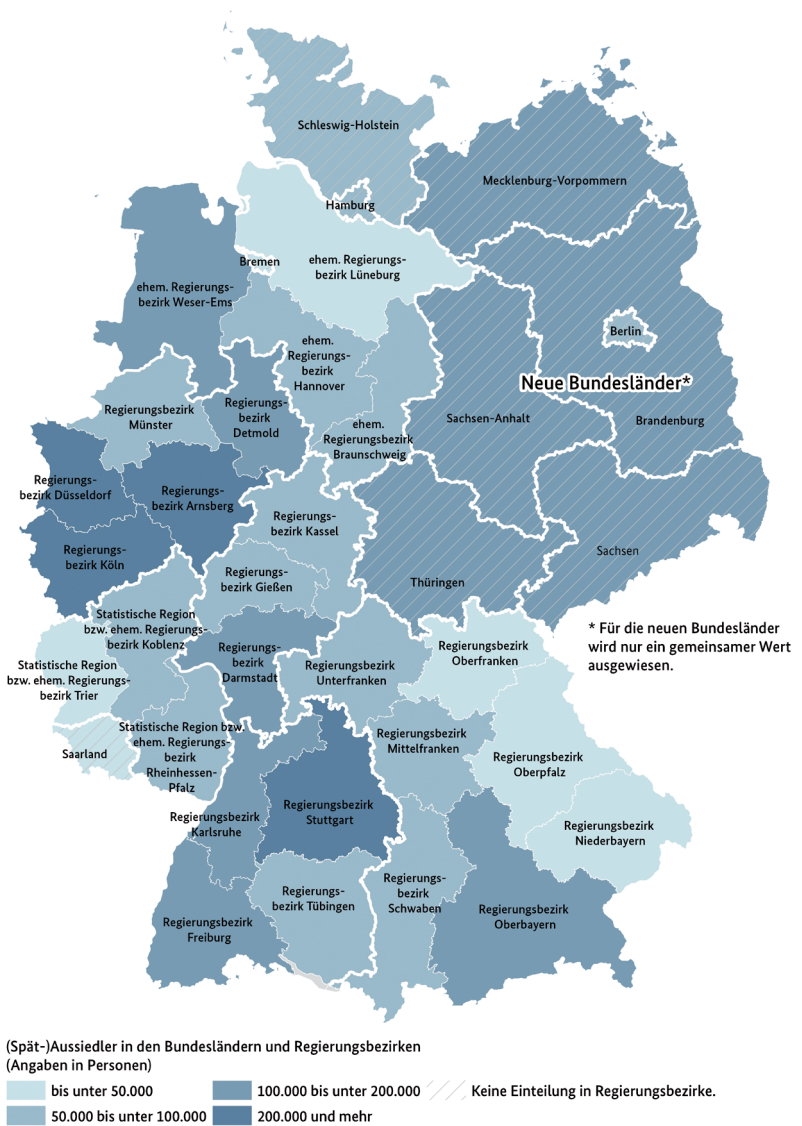 Schleswig-Holstein
Mecklenburg-Vorpommern
Hamburg
Bremen
ehem. Regierungs-
bezirk Lüneburg
ehem. Regierungs-
bezirk Weser-Ems
Berlin
ehem.
Regierungs-
bezirk
Hannover
Neue Bundesländer*
Regierungsbezirk
Münster
Regierungs-
bezirk
Detmold
Sachsen-Anhalt
Brandenburg
ehem.
Regierungsbezirk
Braunschweig
Regierungs-
bezirk Düsseldorf
Regierungs-
bezirk Arnsberg
Regierungs-
bezirk Kassel
Regierungs-
bezirk Köln
Sachsen
Regierungs-
bezirk Gießen
Thüringen
Statistische Region
bzw. ehem. Regierungs-
bezirk Koblenz
* Für die neuen Bundesländer
wird nur ein gemeinsamer Wert
ausgewiesen.
Regierungs-
bezirk
Darmstadt
Regierungsbezirk
Oberfranken
Statistische Region
bzw. ehem. Regierungs-
bezirk Trier
Regierungsbezirk
Unterfranken
Statistische Region bzw.
ehem. Regierungs-
bezirk
Rheinhessen-
Pfalz
Regierungsbezirk
Mittelfranken
Saarland
Regierungsbezirk
Oberpfalz
Regierungsbezirk
Karlsruhe
Regierungsbezirk
Stuttgart
Regierungsbezirk
Niederbayern
Regierungs-
bezirk Tübingen
Regierungs-
bezirk
Schwaben
Regierungsbezirk
Freiburg
Regierungsbezirk
Oberbayern
(Spät-)Aussiedler in den Bundesländern und Regierungsbezirken
(Angaben in Personen)
bis unter 50.000
100.000 bis unter 200.000
Keine Einteilung in Regierungsbezirke.
50.000 bis unter 100.000
200.000 und mehr